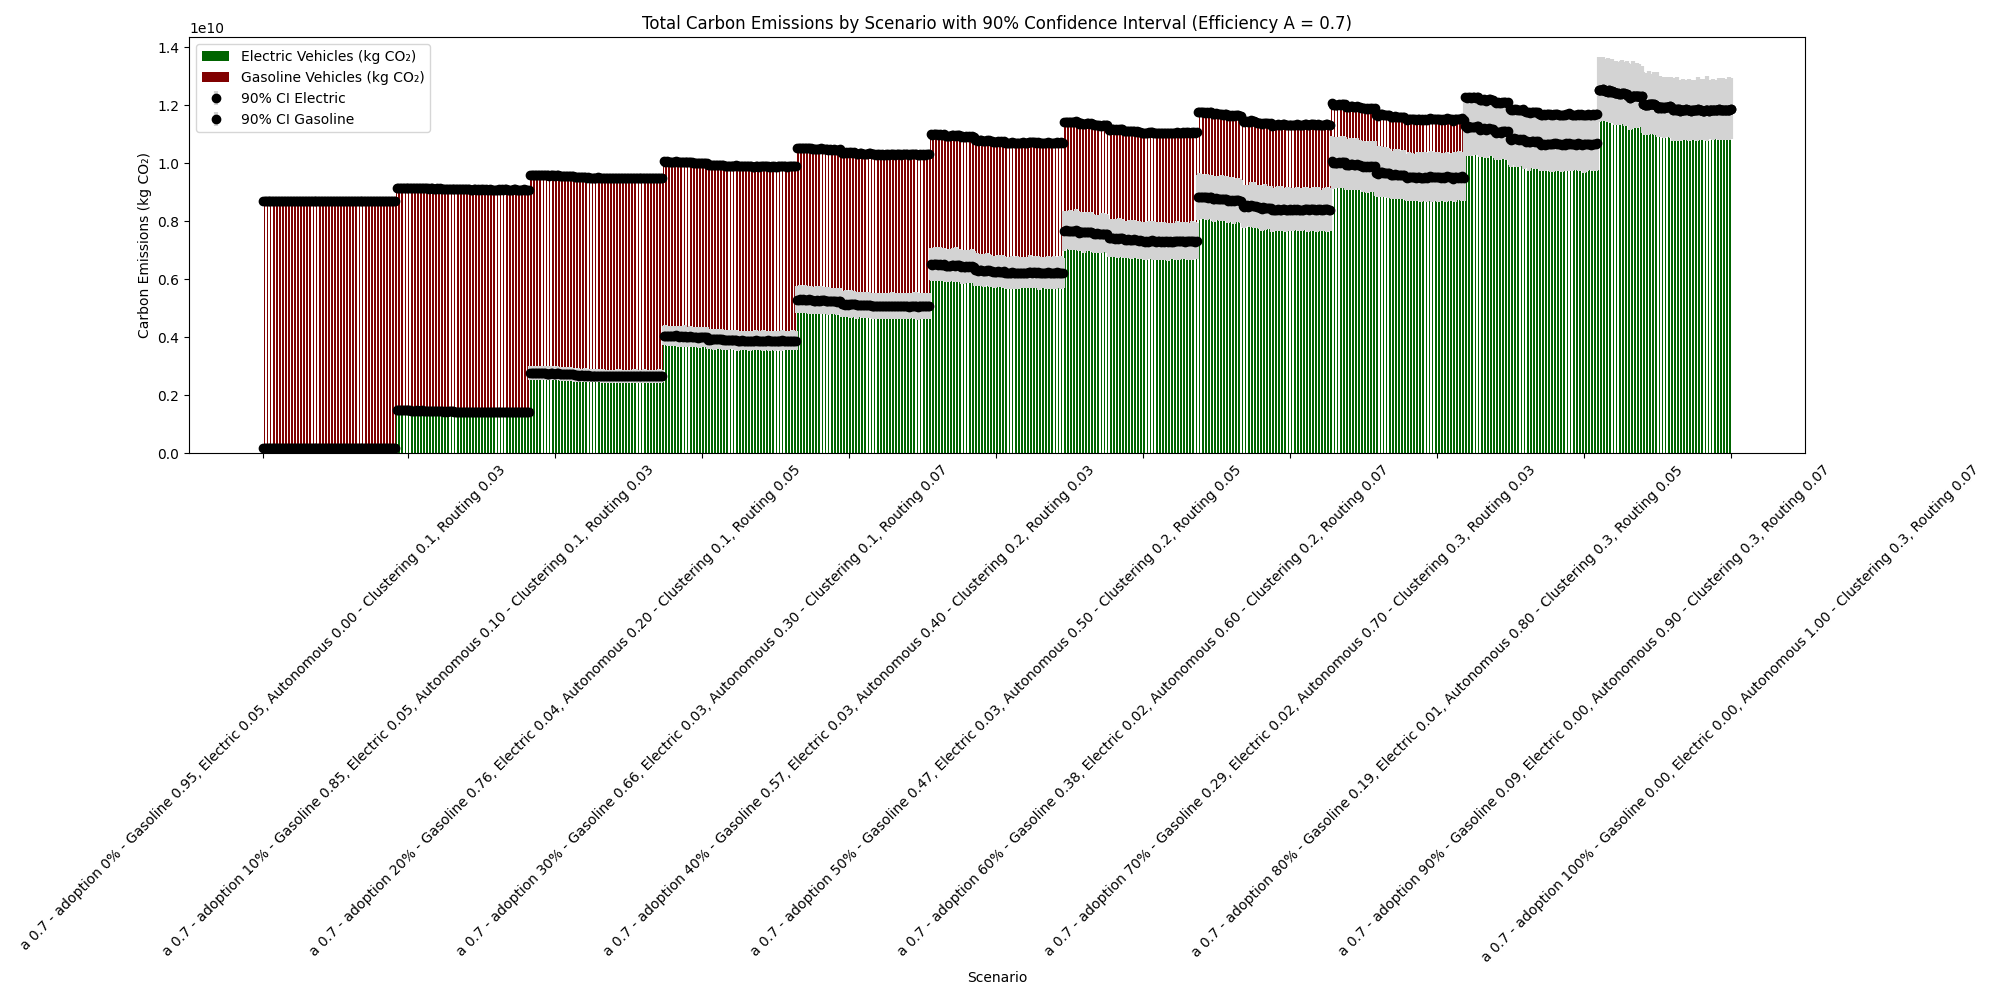 Total Carbon Emissions by Scenario with 90% Confidence Interval (Efficiency A = 0.7)
1e10
Electric Vehicles (kg CO₂)
Gasoline Vehicles (kg CO₂)
90% CI Electric
90% CI Gasoline
Carbon Emissions (kg CO₂)
1.4
1.2
1.0
0.8
0.6
0.4
0.2
0.0
a 0.7 - adoption 0% - Gasoline 0.95, Electric 0.05, Autonomous 0.00 - Clustering 0.1, Routing 0.03
a 0.7 - adoption 10% - Gasoline 0.85, Electric 0.05, Autonomous 0.10 - Clustering 0.1, Routing 0.03
a 0.7 - adoption 20% - Gasoline 0.76, Electric 0.04, Autonomous 0.20 - Clustering 0.1, Routing 0.05
a 0.7 - adoption 30% - Gasoline 0.66, Electric 0.03, Autonomous 0.30 - Clustering 0.1, Routing 0.07
a 0.7 - adoption 40% - Gasoline 0.57, Electric 0.03, Autonomous 0.40 - Clustering 0.2, Routing 0.03
a 0.7 - adoption 50% - Gasoline 0.47, Electric 0.03, Autonomous 0.50 - Clustering 0.2, Routing 0.05
a 0.7 - adoption 60% - Gasoline 0.38, Electric 0.02, Autonomous 0.60 - Clustering 0.2, Routing 0.07
a 0.7 - adoption 70% - Gasoline 0.29, Electric 0.02, Autonomous 0.70 - Clustering 0.3, Routing 0.03
a 0.7 - adoption 80% - Gasoline 0.19, Electric 0.01, Autonomous 0.80 - Clustering 0.3, Routing 0.05
a 0.7 - adoption 90% - Gasoline 0.09, Electric 0.00, Autonomous 0.90 - Clustering 0.3, Routing 0.07
a 0.7 - adoption 100% - Gasoline 0.00, Electric 0.00, Autonomous 1.00 - Clustering 0.3, Routing 0.07
Scenario